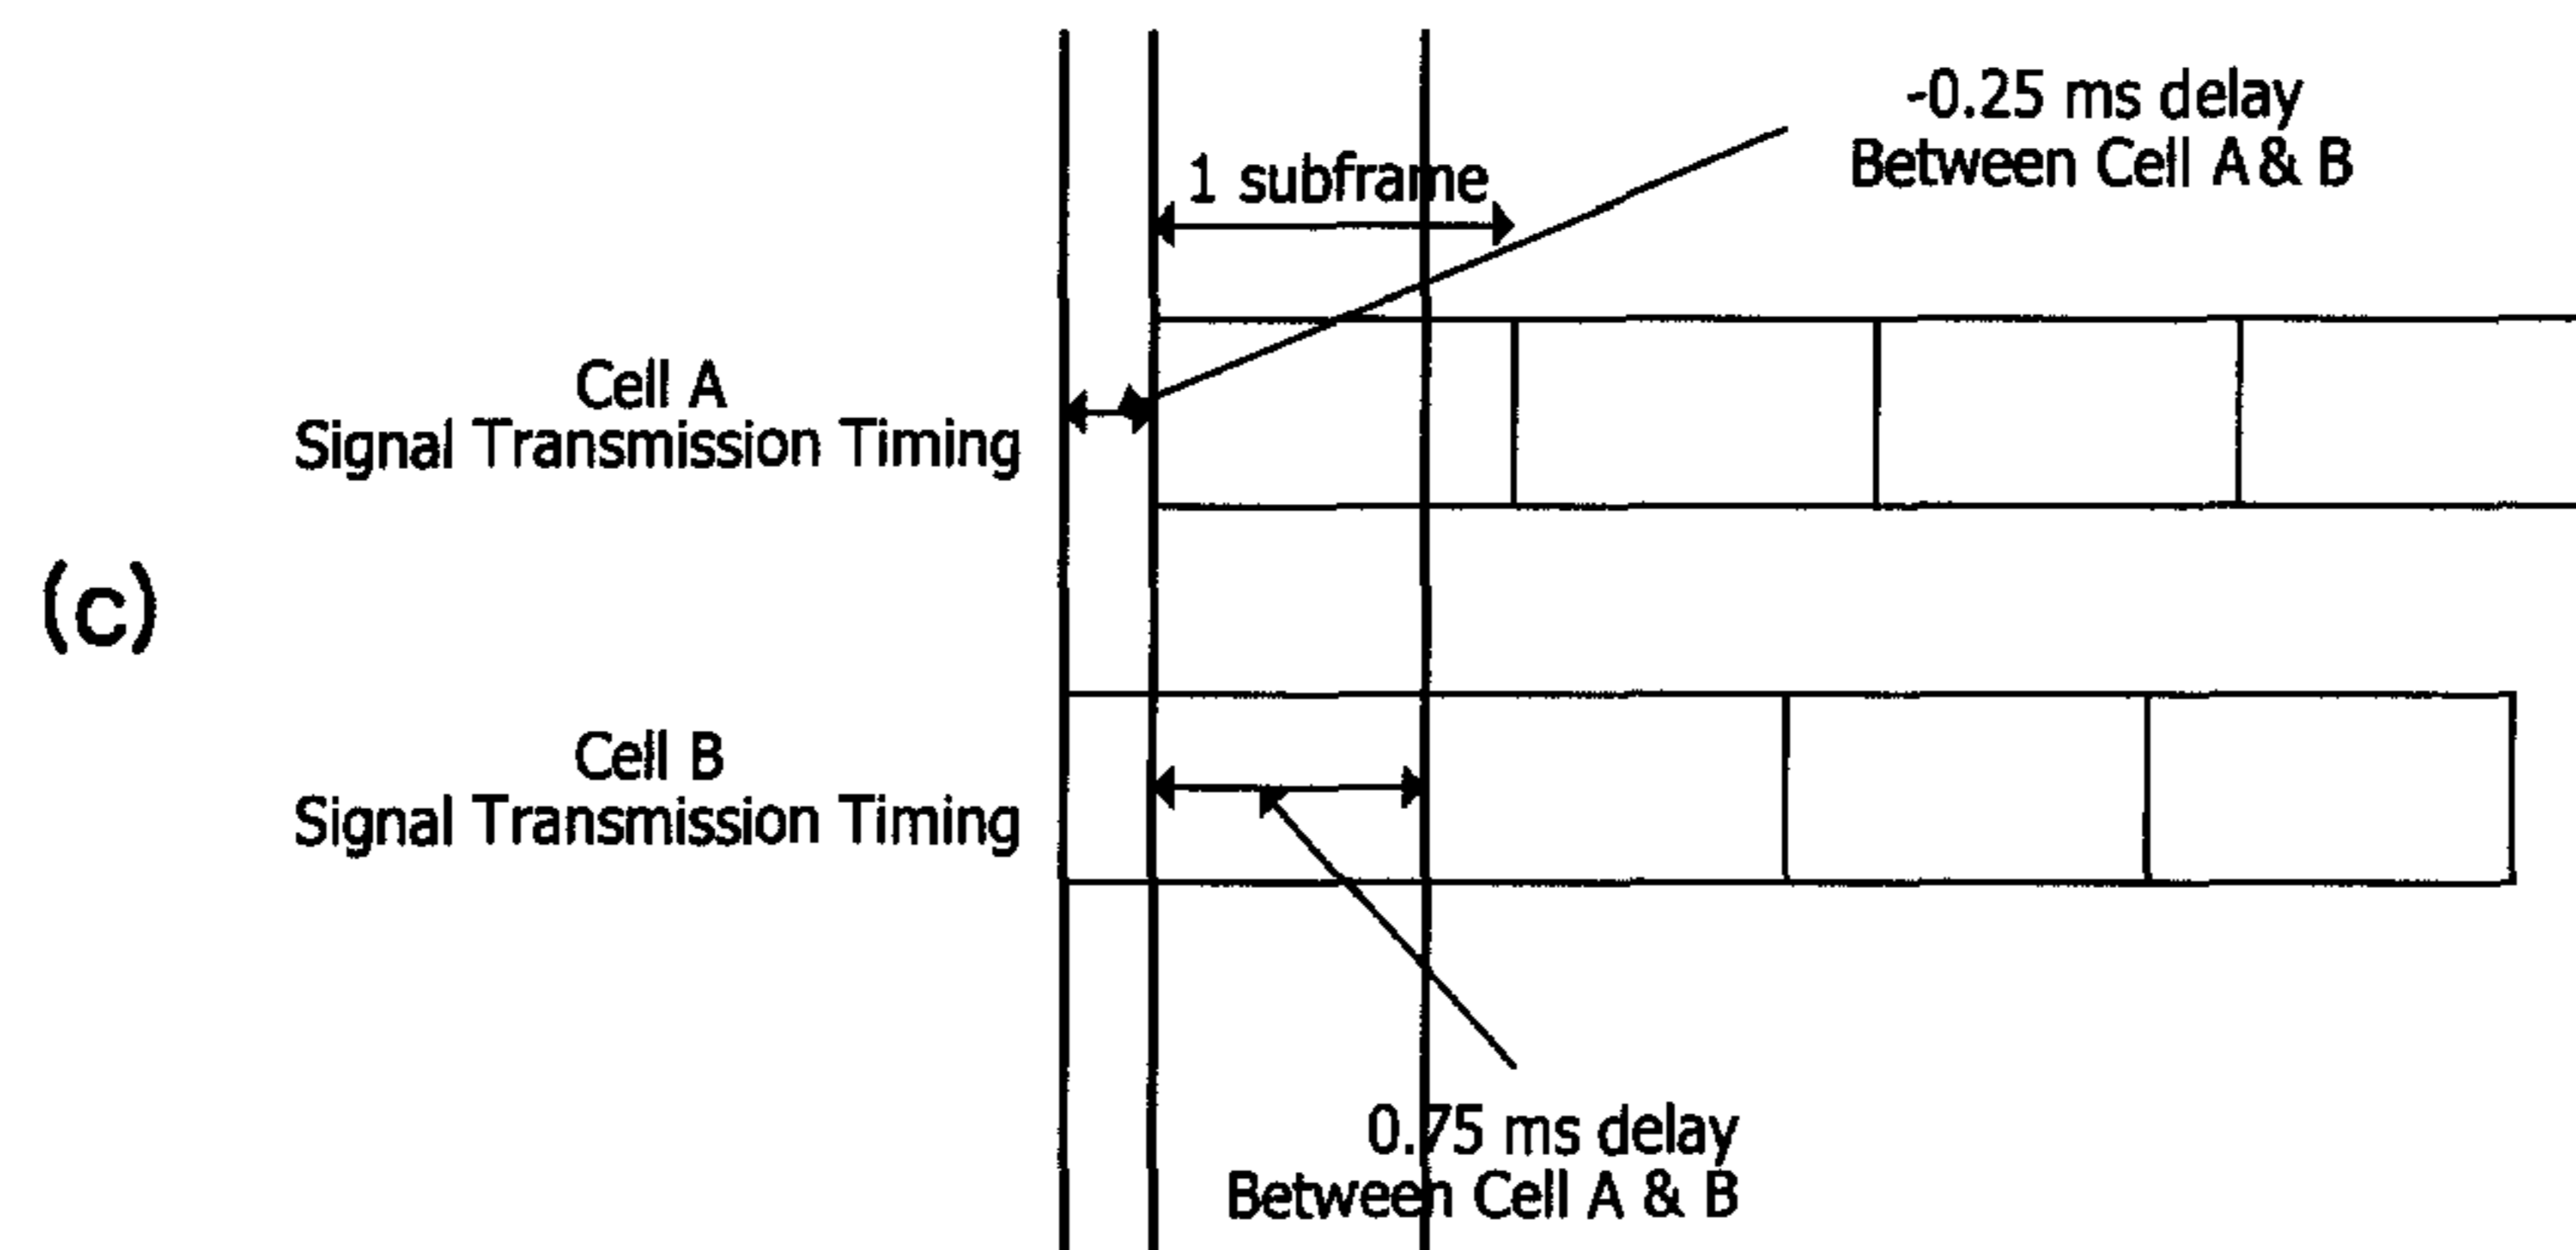 -0.25 ms delay
Between Cell A & B
1 subframe
Cell A
Signal Transmission Timing
(c)
Cell B
Signal Transmission Timing
0.75 ms delay
Between Cell A & B